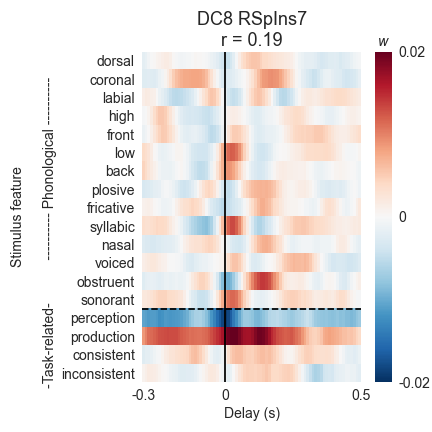 DC8 RSpIns7
r = 0.19
w
dorsal
coronal
labial
high
front
low
back
plosive
fricative
syllabic
nasal
voiced
obstruent
sonorant
perception
production
consistent
inconsistent
Stimulus feature
---------- Phonological ----------
-Task-related-
0.02
0
-0.02
-0.3
0
0.5
Delay (s)